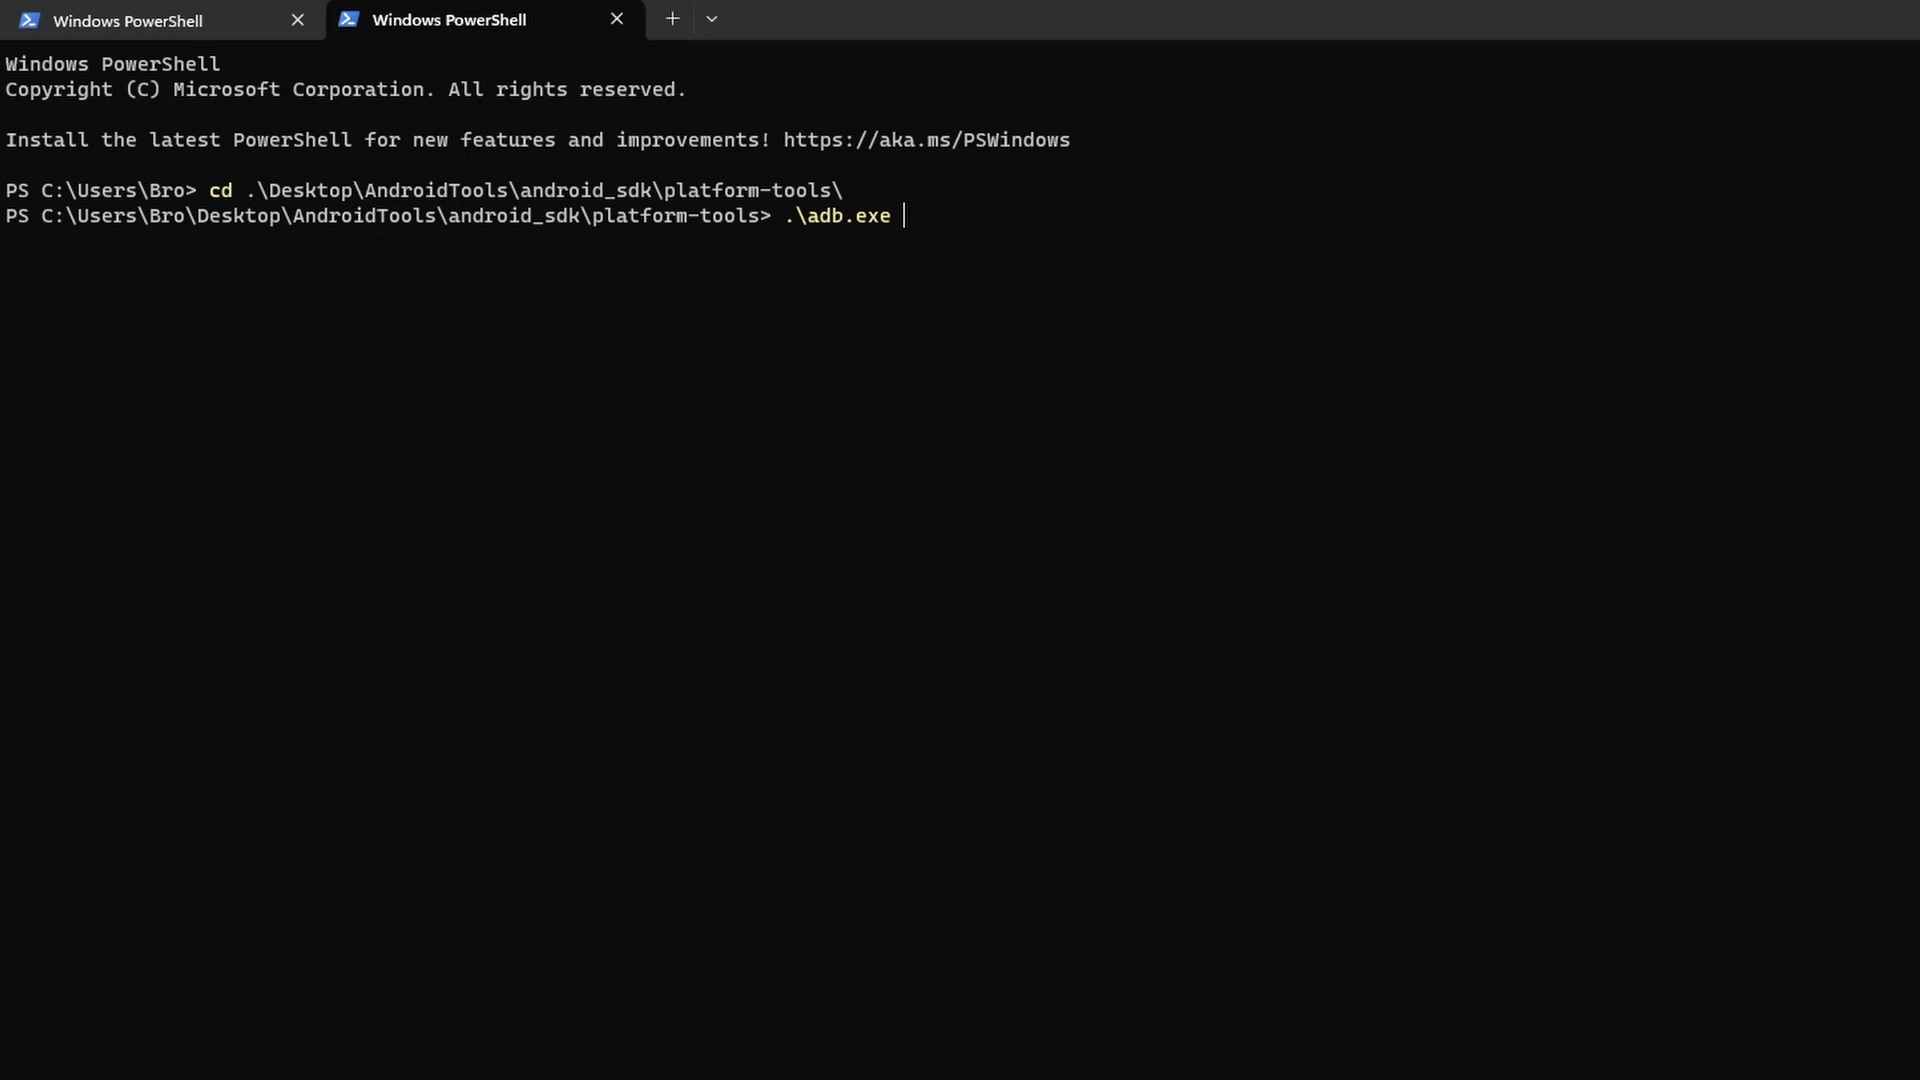 Windows PowerShell
Windows PowerShell
Windows PowerShell
Copyright (C) Microsoft Corporation. All rights reserved.
Install the latest PowerShell for new features and improvements! https://aka.ms/PSWindows
PS C:\Users\Bro> cd .\Desktop\AndroidTools\android_sdk\platform-tools\
PS C:\Users\Bro\Desktop\AndroidTools\android_sdk\platform-tools> .\adb.exe